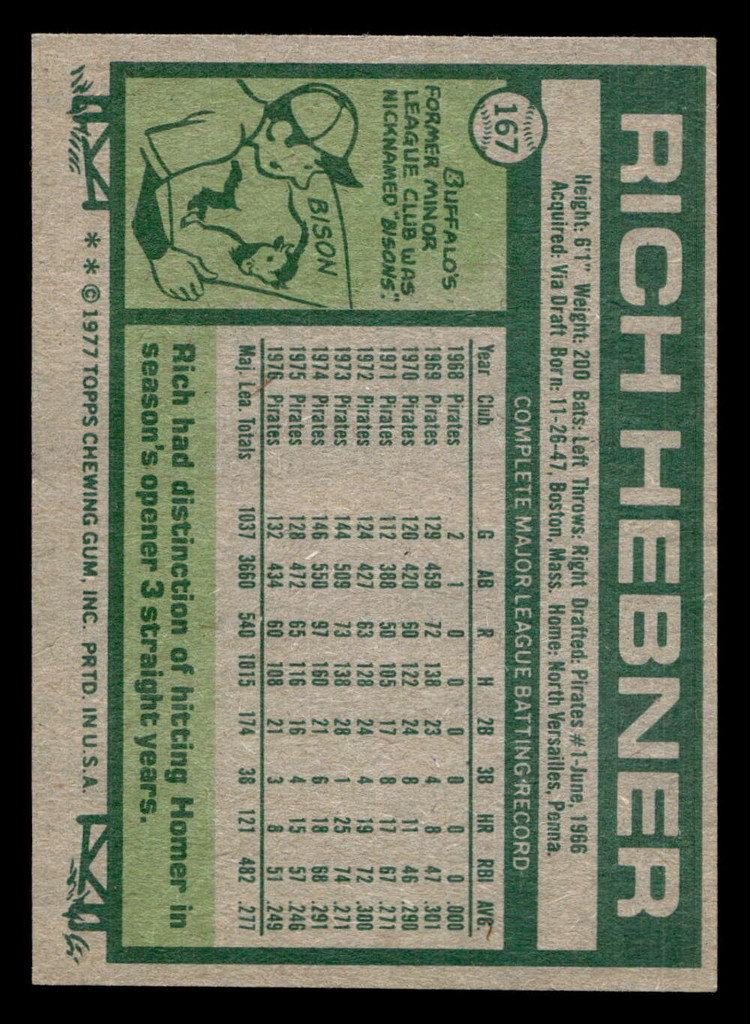 167
RICH HEBNER
Height: 6'1" Weight: 200 Bats: Left Throws: Right Drafted: Pirates #1-June, 1966
Acquired: Via Draft Born: 11-26-47, Boston, Mass. Home: North Versailles, Penna.
BUFFALO'S
FORMER MINOR
LEAGUE CLUB WAS
NICKNAMED "BISONS."
BISON
COMPLETE MAJOR LEAGUE BATTING RECORD
Year Club G AB R H 2B 3B HR RBI AVG.
1968 Pirates 2 1 0 0 0 0 0 0 .000
1969 Pirates 129 459 72 138 23 4 8 47 .301
1970 Pirates 120 420 60 122 24 8 11 46 .290
1971 Pirates 112 388 50 105 17 8 17 67 .271
1972 Pirates 124 427 63 128 24 4 19 72 .300
1973 Pirates 144 509 73 138 28 1 25 74 .271
1974 Pirates 146 550 97 160 21 6 18 68 .291
1975 Pirates 128 472 65 116 16 4 15 57 .246
1976 Pirates 132 434 60 108 21 3 8 51 .249
Maj. Lea. Totals 1037 3660 540 1015 174 38 121 482 .277
Rich had distinction of hitting Homer in
season's opener 3 straight years.
* * © 1977 TOPPS CHEWING GUM, INC. PRTD. IN U.S.A.